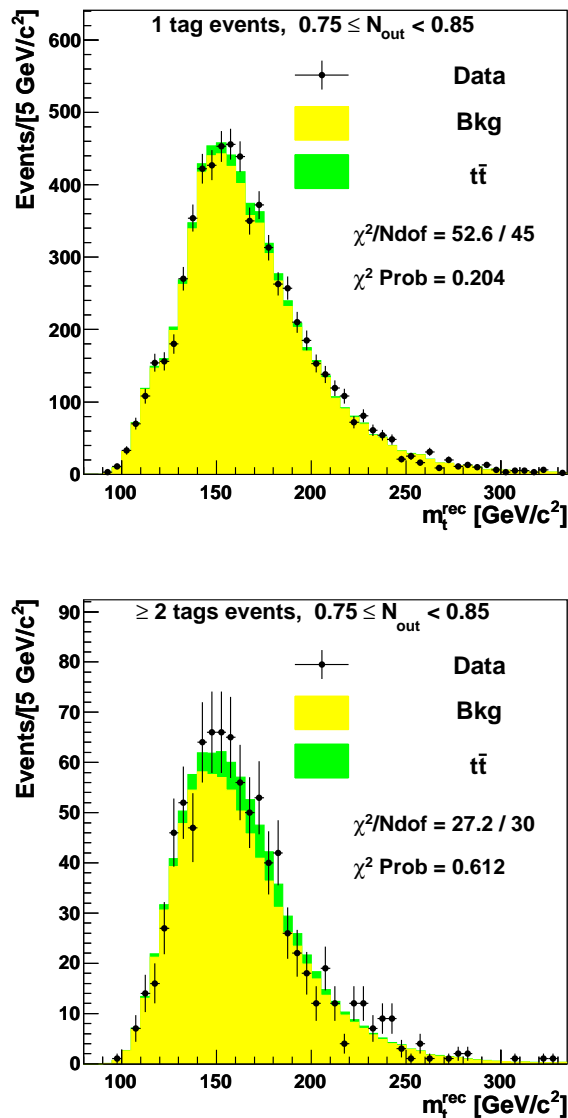 1 tag events, 0.75 ≤ N_out < 0.85
Events/[5 GeV/c²]
600
500
400
300
200
100
0
Data
Bkg
tt̄
χ²/Ndof = 52.6 / 45
χ² Prob = 0.204
100 150 200 250 300
m_t^rec [GeV/c²]
≥ 2 tags events, 0.75 ≤ N_out < 0.85
Events/[5 GeV/c²]
90
80
70
60
50
40
30
20
10
0
Data
Bkg
tt̄
χ²/Ndof = 27.2 / 30
χ² Prob = 0.612
100 150 200 250 300
m_t^rec [GeV/c²]